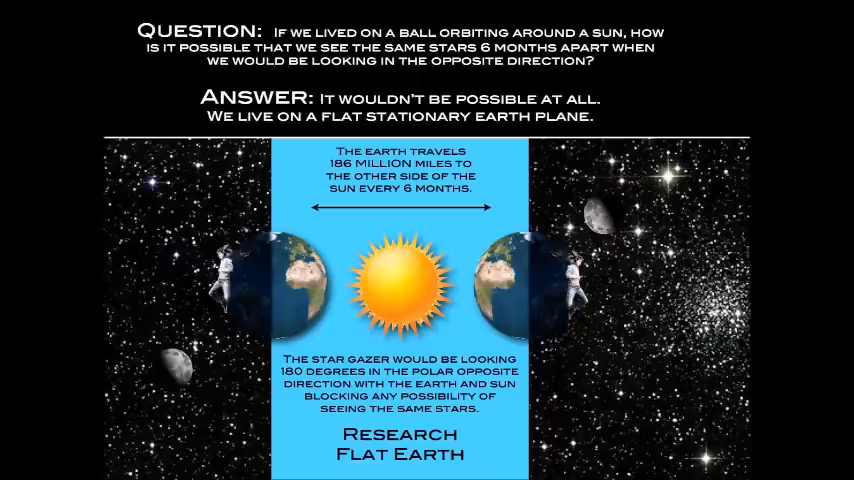 QUESTION: IF WE LIVED ON A BALL ORBITING AROUND A SUN, HOW
IS IT POSSIBLE THAT WE SEE THE SAME STARS 6 MONTHS APART WHEN
WE WOULD BE LOOKING IN THE OPPOSITE DIRECTION?
ANSWER: IT WOULDN'T BE POSSIBLE AT ALL.
WE LIVE ON A FLAT STATIONARY EARTH PLANE.
THE EARTH TRAVELS
186 MILLION MILES TO
THE OTHER SIDE OF THE
SUN EVERY 6 MONTHS.
THE STAR GAZER WOULD BE LOOKING
180 DEGREES IN THE POLAR OPPOSITE
DIRECTION WITH THE EARTH AND SUN
BLOCKING ANY POSSIBILITY OF
SEEING THE SAME STARS.
RESEARCH
FLAT EARTH